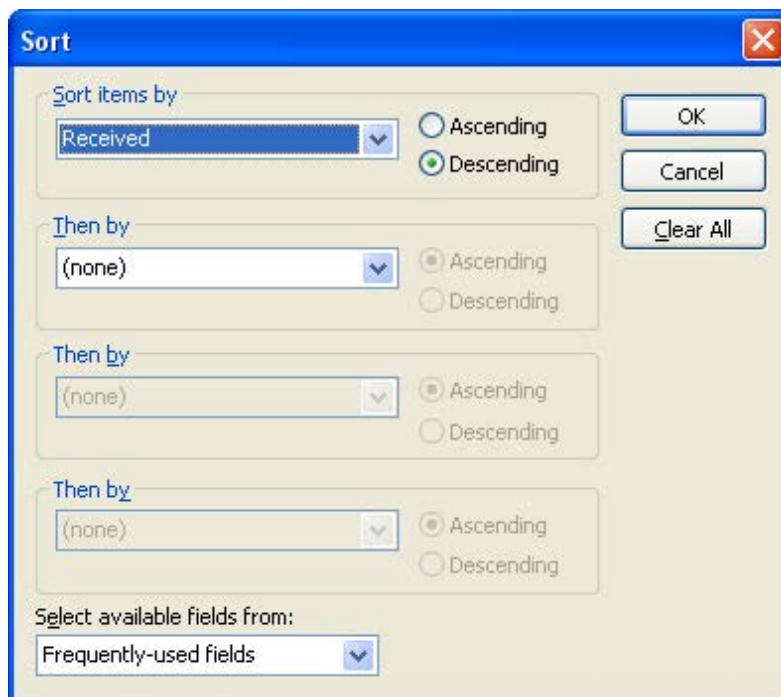 Sort
Sort items by
Received
Ascending
Descending
OK
Cancel
Clear All
Then by
(none)
Ascending
Descending
Then by
(none)
Ascending
Descending
Then by
(none)
Ascending
Descending
Select available fields from:
Frequently-used fields